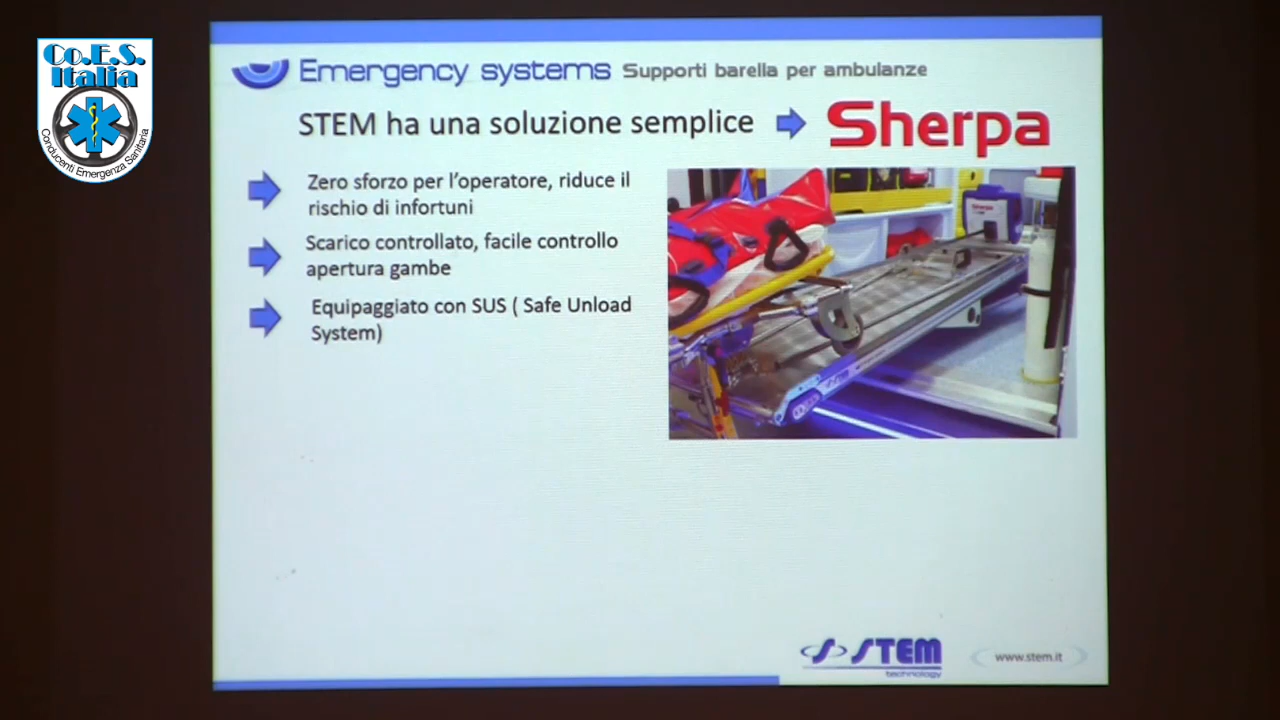 Co.E.S.
Italia
Conducenti Emergenza Sanitaria
Emergency systems Supporti barella per ambulanze
STEM ha una soluzione semplice
Sherpa
Zero sforzo per l'operatore, riduce il
rischio di infortuni
Scarico controllato, facile controllo
apertura gambe
Equipaggiato con SUS ( Safe Unload
System)
Sherpa
STEM
technology
www.stem.it